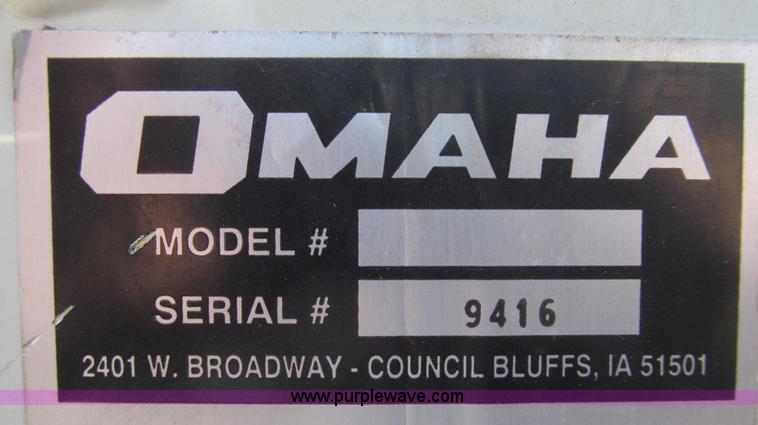 OMAHA
MODEL #
SERIAL # 9416
2401 W. BROADWAY - COUNCIL BLUFFS, IA 51501
www.purplewave.com